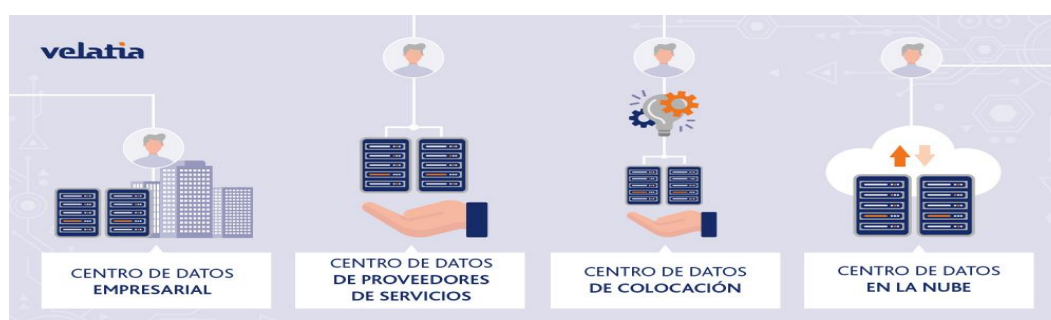 velatia
CENTRO DE DATOS
EMPRESARIAL
CENTRO DE DATOS
DE PROVEEDORES
DE SERVICIOS
CENTRO DE DATOS
DE COLOCACIÓN
CENTRO DE DATOS
EN LA NUBE